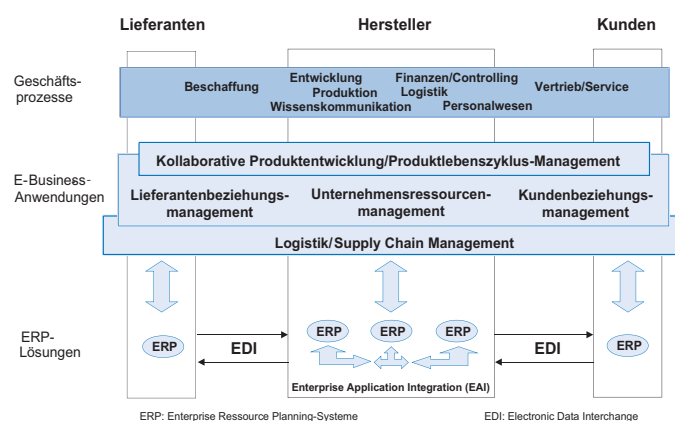 Lieferanten
Hersteller
Kunden
Geschäfts-
prozesse
Beschaffung
Entwicklung
Produktion
Wissenskommunikation
Finanzen/Controlling
Logistik
Personalwesen
Vertrieb/Service
E-Business-
Anwendungen
Kollaborative Produktentwicklung/Produktlebenszyklus-Management
Lieferantenbeziehungs-
management
Unternehmensressourcen-
management
Kundenbeziehungs-
management
Logistik/Supply Chain Management
ERP-
Lösungen
ERP
EDI
ERP
ERP
ERP
EDI
ERP
Enterprise Application Integration (EAI)
ERP: Enterprise Ressource Planning-Systeme
EDI: Electronic Data Interchange